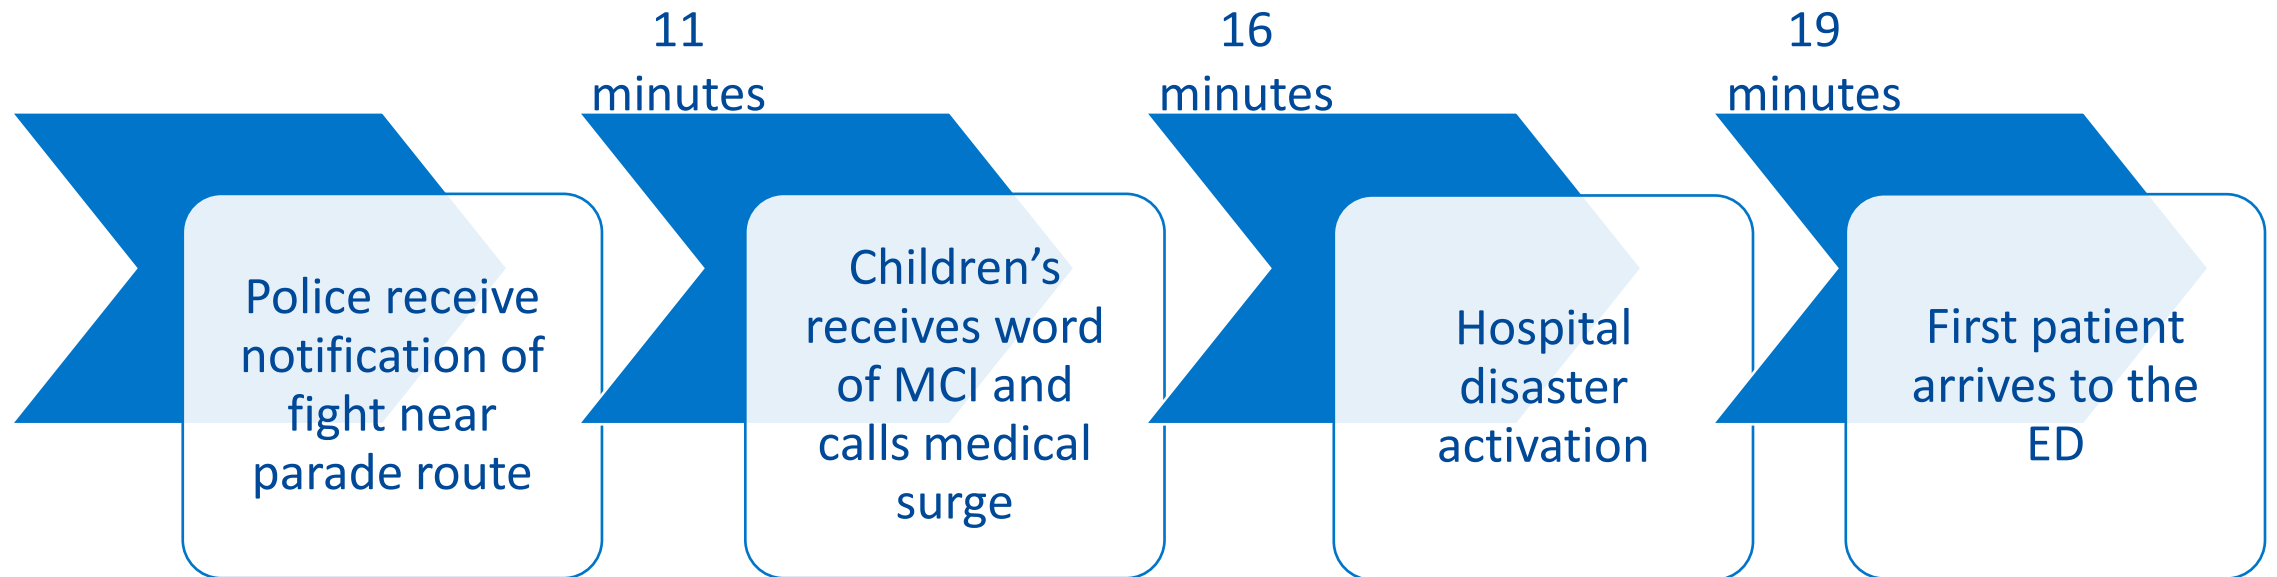 11
minutes
16
minutes
19
minutes
Police receive
notification of
fight near
parade route
Children’s
receives word
of MCI and
calls medical
surge
Hospital
disaster
activation
First patient
arrives to the
ED